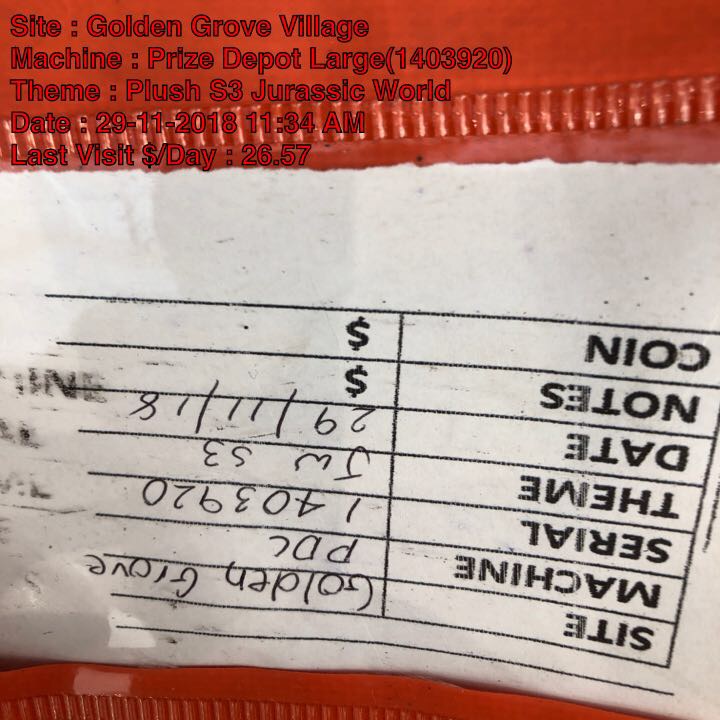 Site : Golden Grove Village
Machine : Prize Depot Large(1403920)
Theme : Plush S3 Jurassic World
Date : 29-11-2018 11:34 AM
Last Visit $/Day : 26.57
SITE Golden Grove
MACHINE PDC
SERIAL 1403920
THEME JW S3
DATE 29/11/18
NOTES $
COIN $